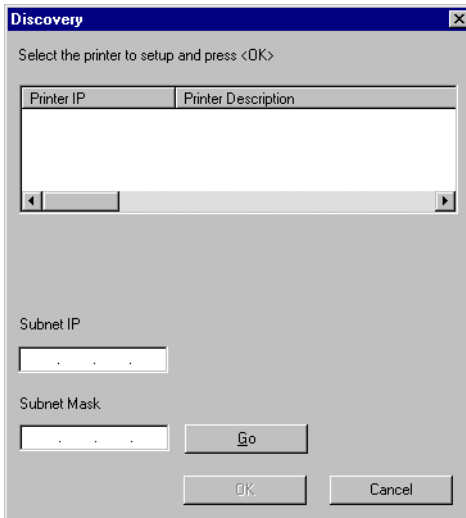 Discovery
Select the printer to setup and press <OK>
Printer IP Printer Description
Subnet IP
. . .
Subnet Mask
. . .
Go
OK Cancel